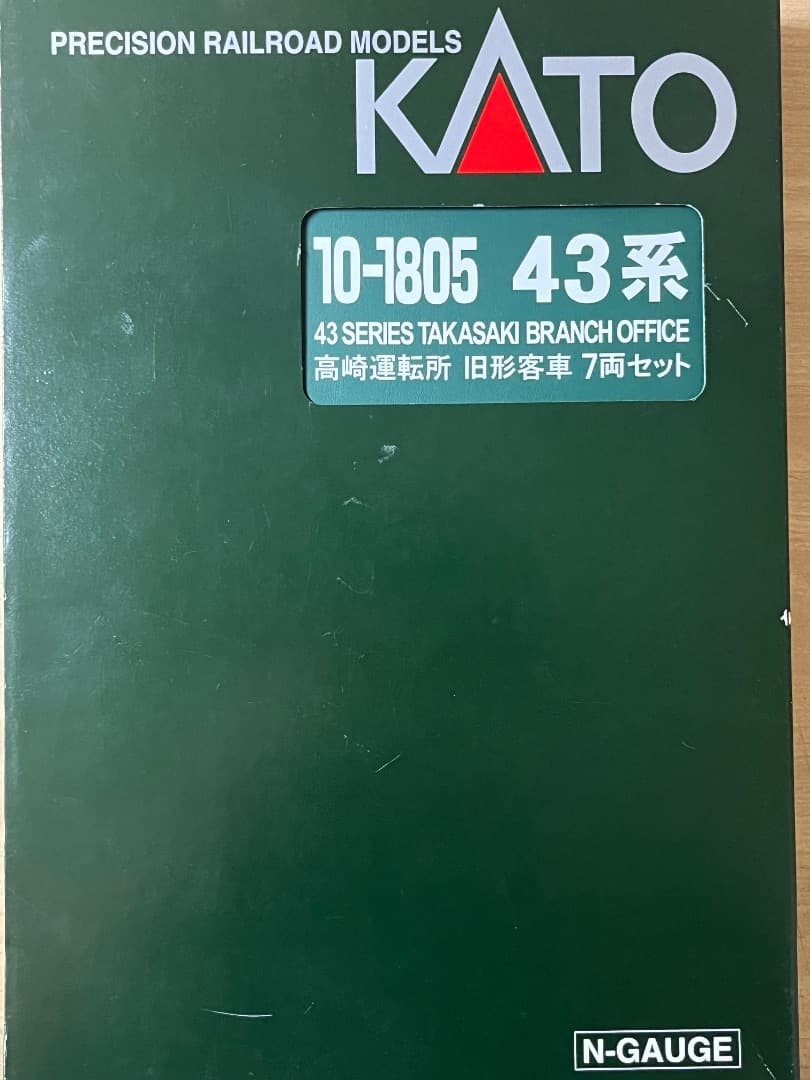 PRECISION RAILROAD MODELS
KATO
10-1805 43系
43 SERIES TAKASAKI BRANCH OFFICE
高崎運転所 旧形客車 7両セット
N-GAUGE